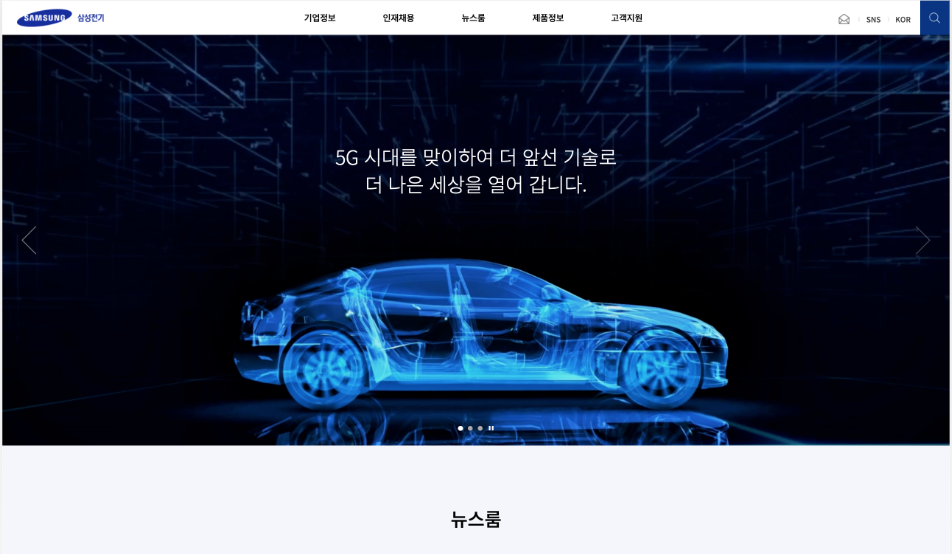 SAMSUNG 삼성전기
기업정보 인재채용 뉴스룸 제품정보 고객지원
SNS KOR
5G 시대를 맞이하여 더 앞선 기술로
더 나은 세상을 열어 갑니다.
뉴스룸